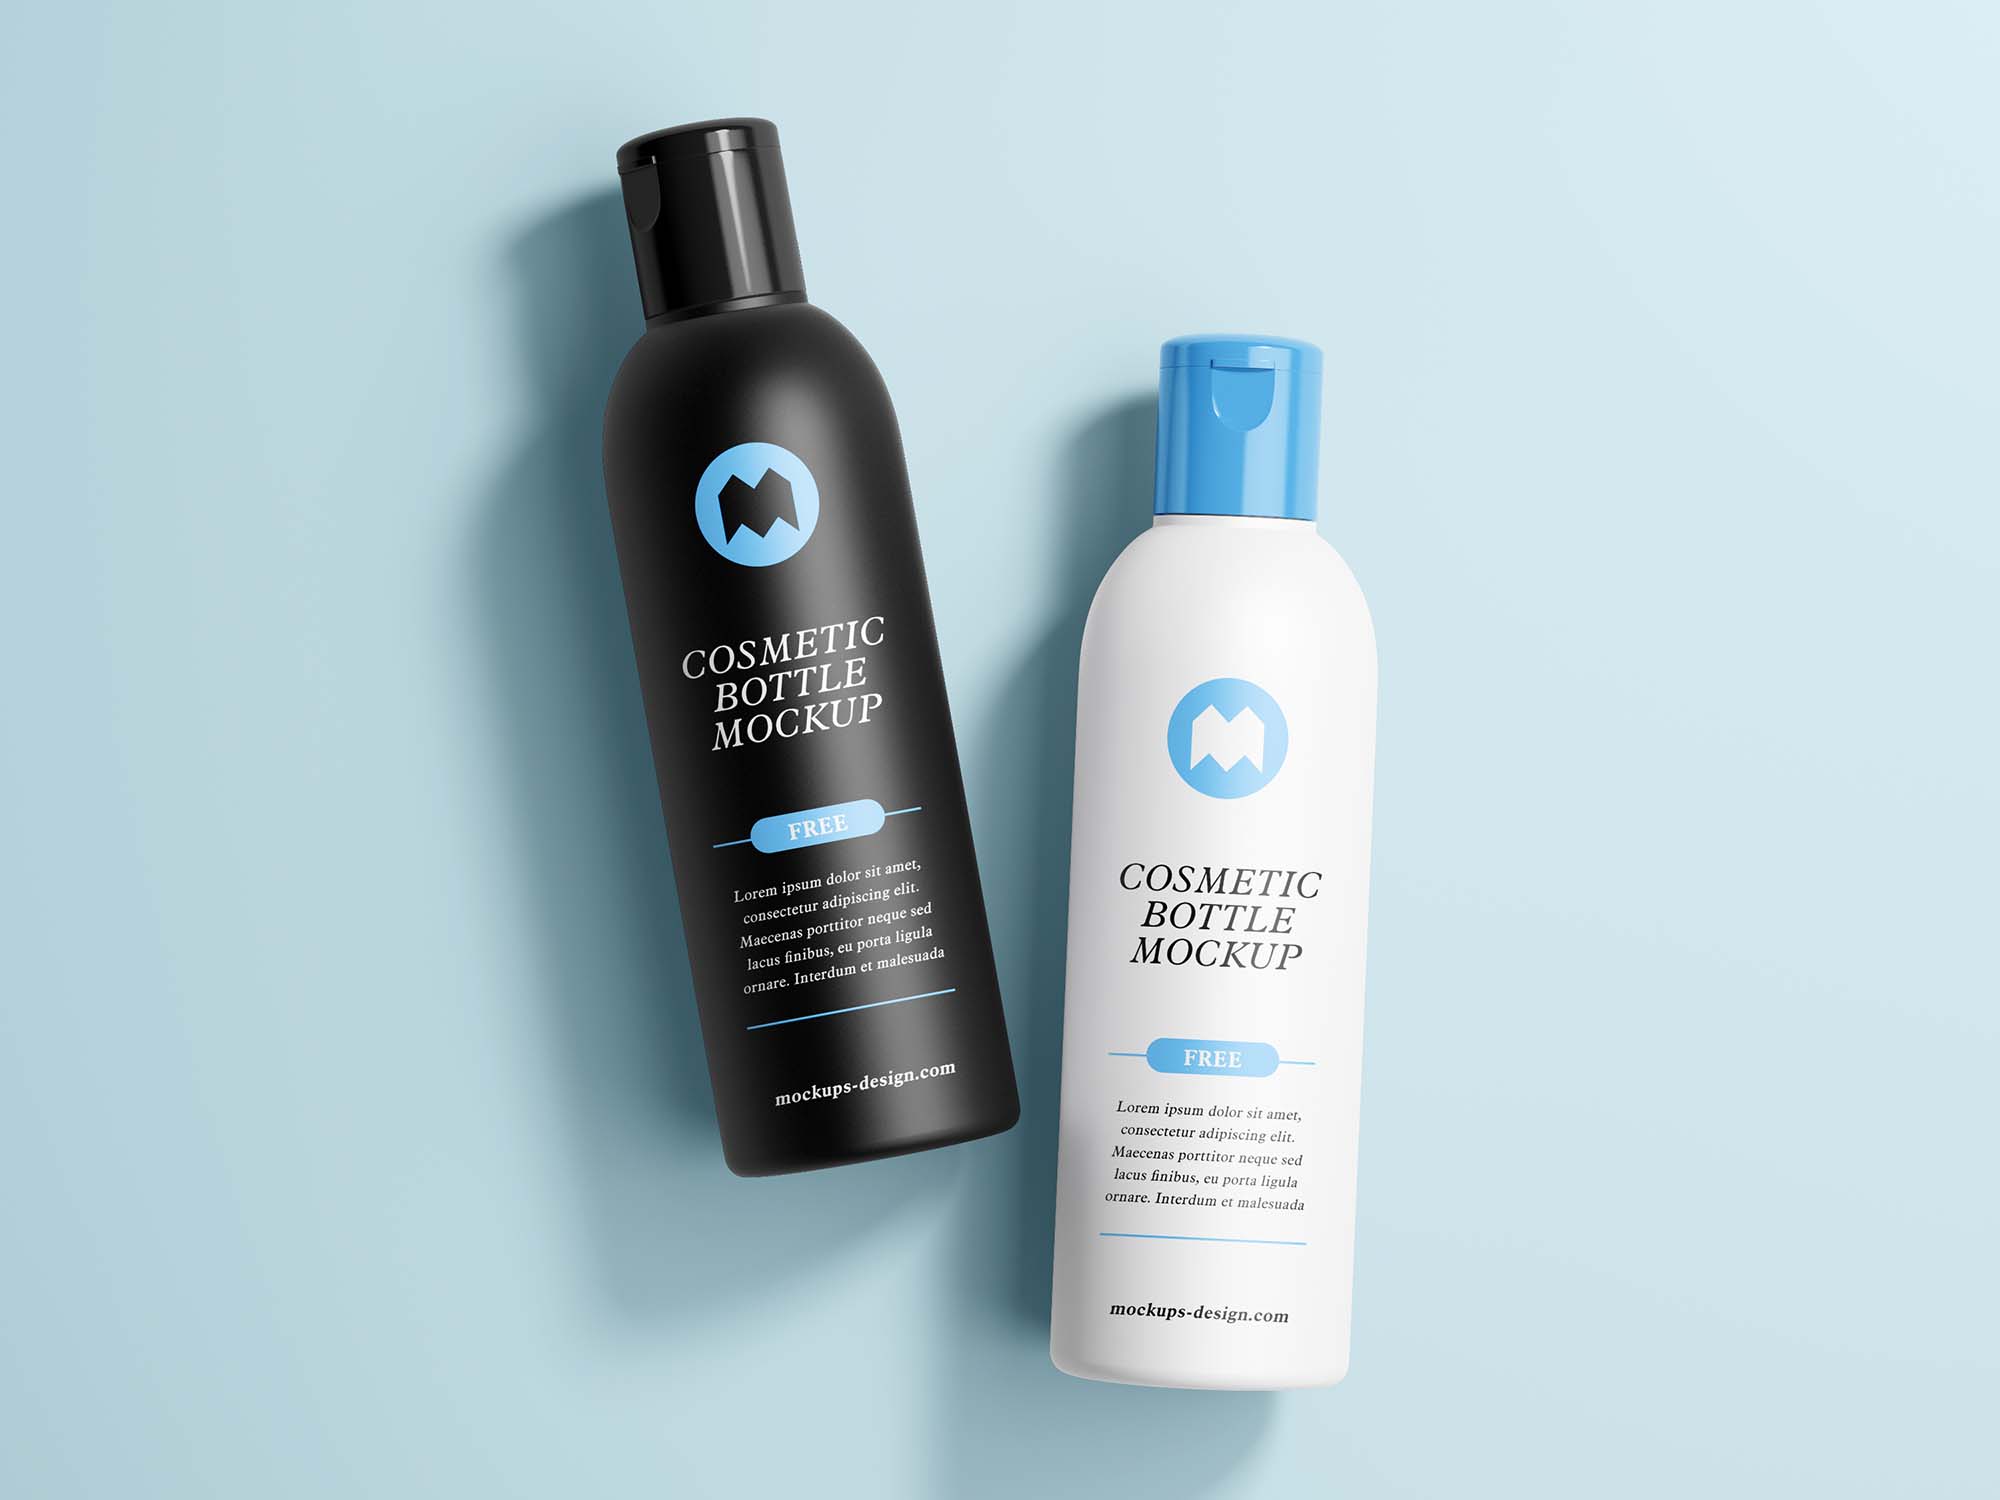 COSMETIC
BOTTLE
MOCKUP
FREE
Lorem ipsum dolor sit amet,
consectetur adipiscing elit.
Maecenas porttitor neque sed
lacus finibus, eu porta ligula
ornare. Interdum et malesuada
mockups-design.com
COSMETIC
BOTTLE
MOCKUP
FREE
Lorem ipsum dolor sit amet,
consectetur adipiscing elit.
Maecenas porttitor neque sed
lacus finibus, eu porta ligula
ornare. Interdum et malesuada
mockups-design.com